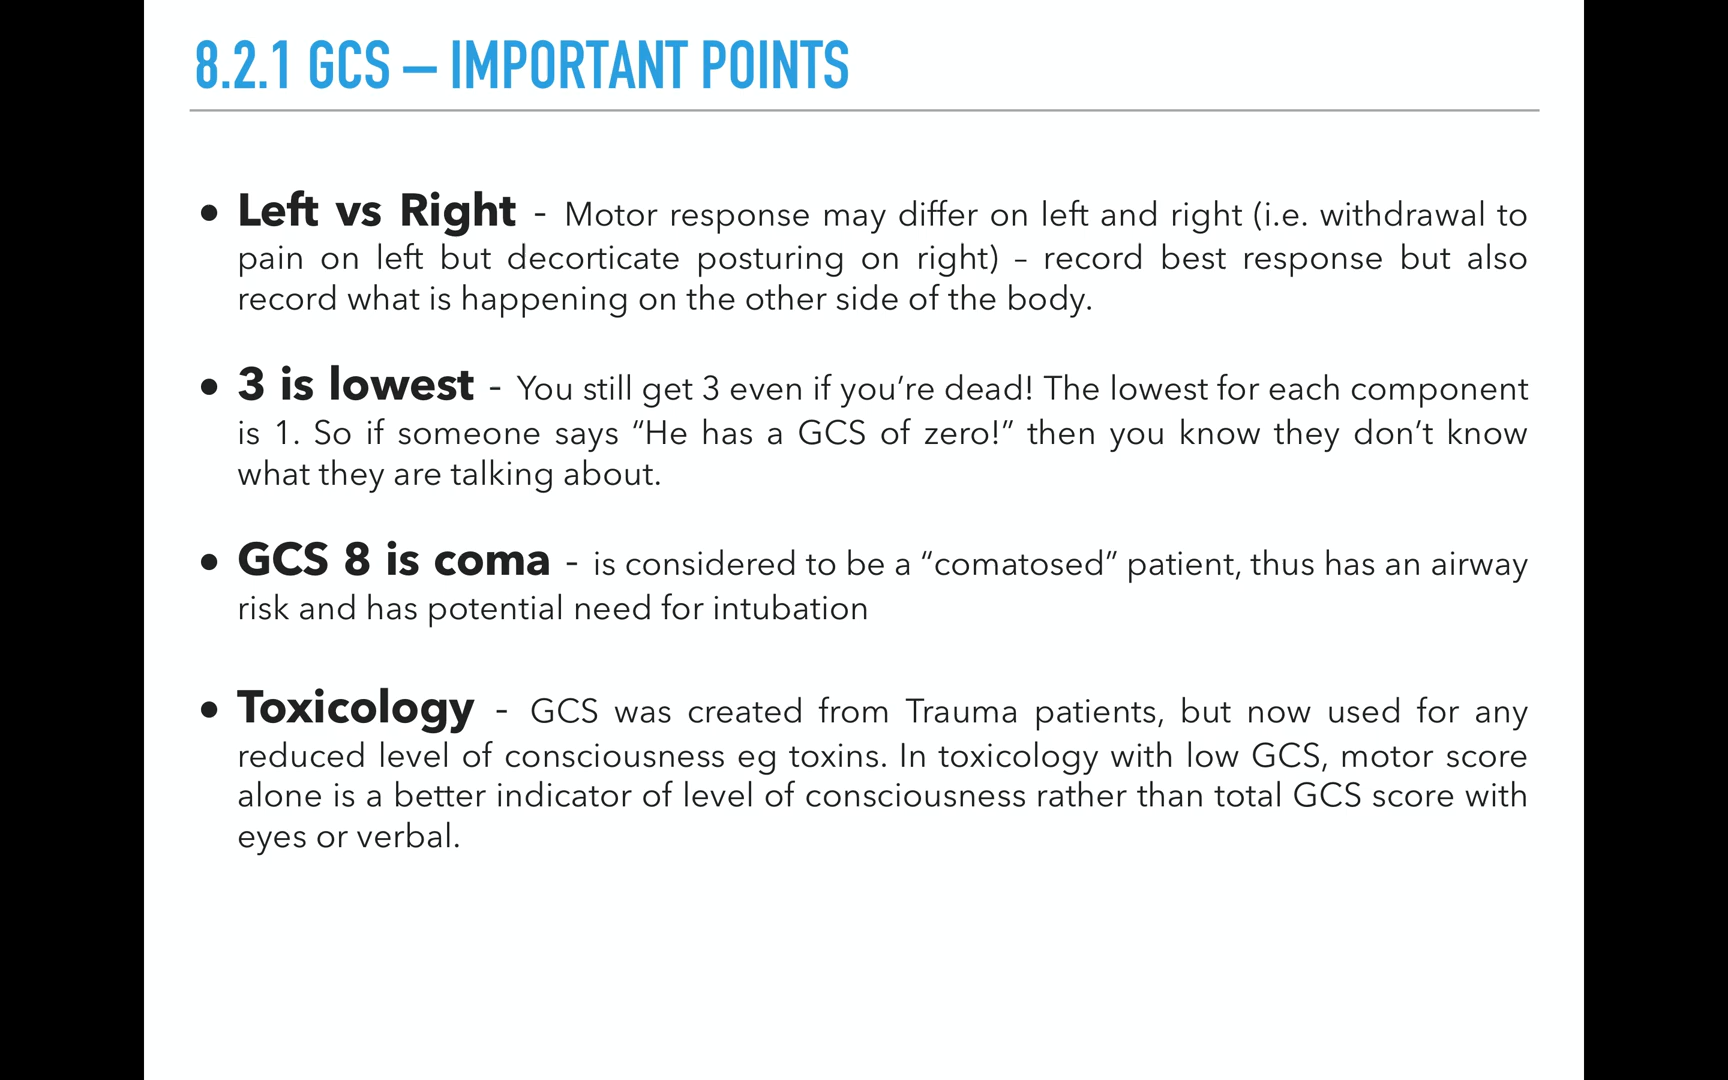 8.2.1 GCS – IMPORTANT POINTS
• Left vs Right - Motor response may differ on left and right (i.e. withdrawal to
pain on left but decorticate posturing on right) – record best response but also
record what is happening on the other side of the body.
• 3 is lowest - You still get 3 even if you’re dead! The lowest for each component
is 1. So if someone says “He has a GCS of zero!” then you know they don’t know
what they are talking about.
• GCS 8 is coma - is considered to be a “comatosed” patient, thus has an airway
risk and has potential need for intubation
• Toxicology - GCS was created from Trauma patients, but now used for any
reduced level of consciousness eg toxins. In toxicology with low GCS, motor score
alone is a better indicator of level of consciousness rather than total GCS score with
eyes or verbal.